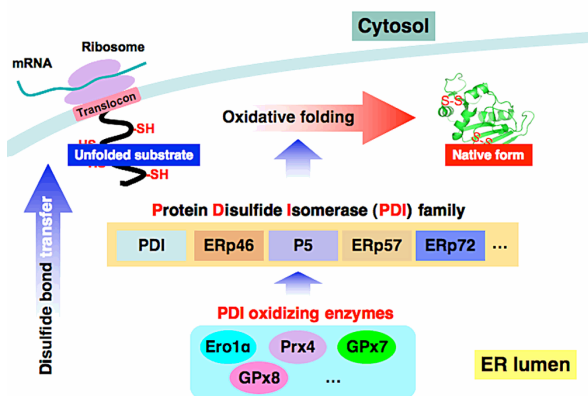 Cytosol
Ribosome
mRNA
Translocon
-SH
HS
Unfolded substrate
-SH
Oxidative folding
S-S
S-S
Native form
Disulfide bond transfer
Protein Disulfide Isomerase (PDI) family
PDI
ERp46
P5
ERp57
ERp72
...
PDI oxidizing enzymes
Ero1α
Prx4
GPx7
GPx8
...
ER lumen